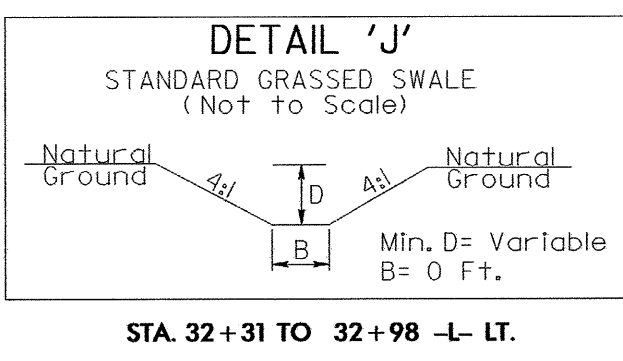 DETAIL 'J'
STANDARD GRASSED SWALE
(Not to Scale)
Natural
Ground
4:1
D
4:1
Natural
Ground
B
Min. D= Variable
B= 0 Ft.
STA. 32+31 TO 32+98 -L- LT.